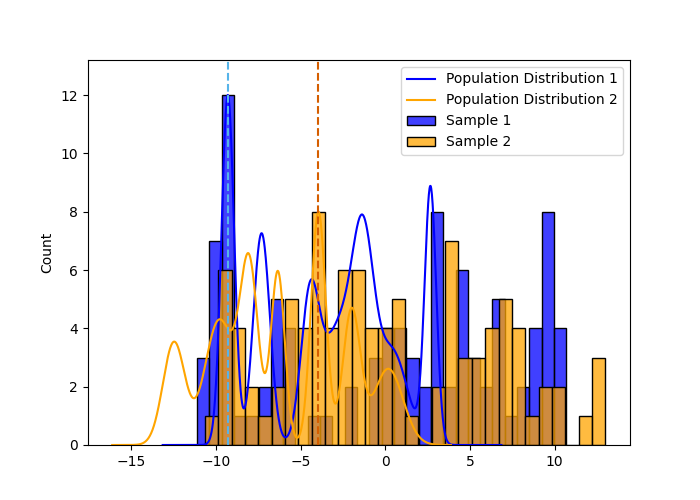 Population Distribution 1
Population Distribution 2
Sample 1
Sample 2
Count
12
10
8
6
4
2
0
−15 −10 −5 0 5 10